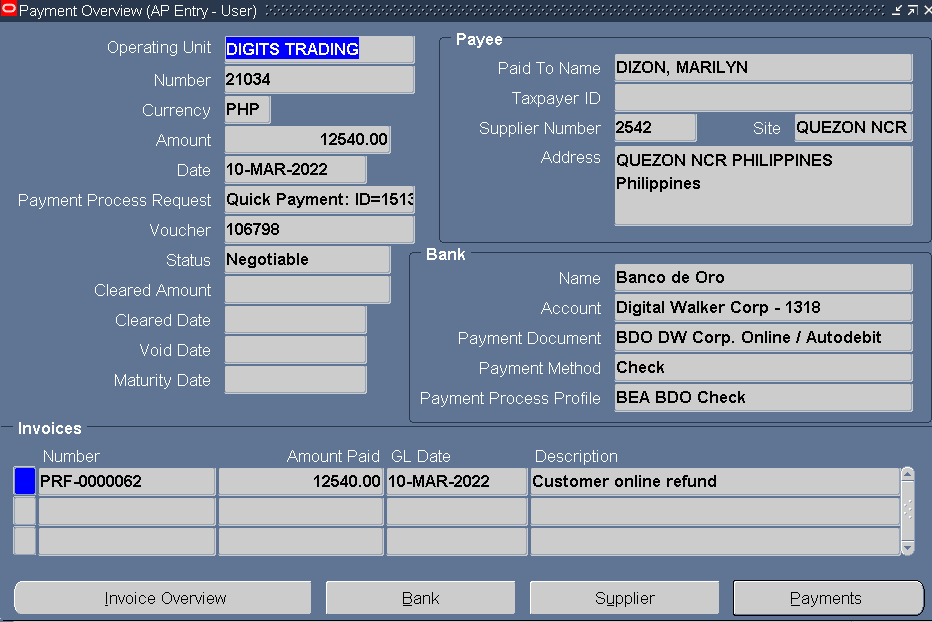 Payment Overview (AP Entry - User)
Operating Unit DIGITS TRADING
Number 21034
Currency PHP
Amount 12540.00
Date 10-MAR-2022
Payment Process Request Quick Payment: ID=1513
Voucher 106798
Status Negotiable
Cleared Amount
Cleared Date
Void Date
Maturity Date
Payee
Paid To Name DIZON, MARILYN
Taxpayer ID
Supplier Number 2542 Site QUEZON NCR
Address QUEZON NCR PHILIPPINES
Philippines
Bank
Name Banco de Oro
Account Digital Walker Corp - 1318
Payment Document BDO DW Corp. Online / Autodebit
Payment Method Check
Payment Process Profile BEA BDO Check
Invoices
Number Amount Paid GL Date Description
PRF-0000062 12540.00 10-MAR-2022 Customer online refund
Invoice Overview Bank Supplier Payments